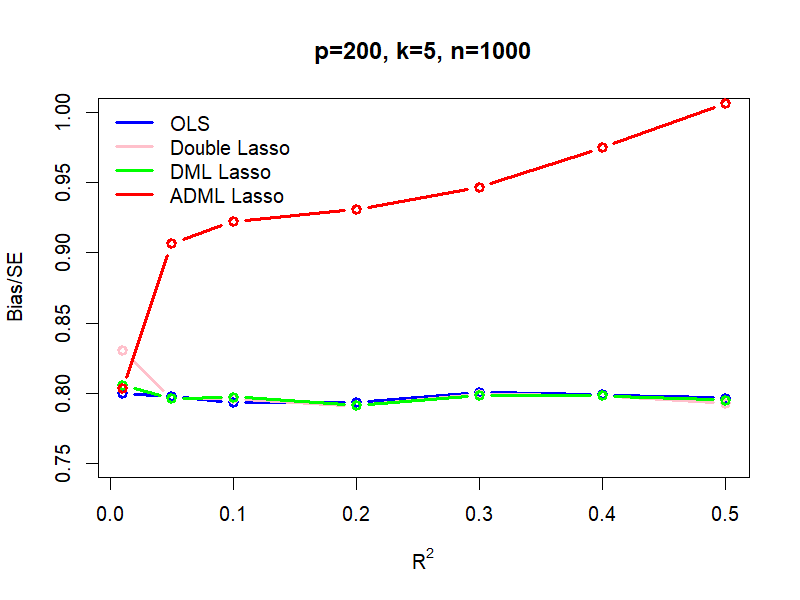 p=200, k=5, n=1000
OLS
Double Lasso
DML Lasso
ADML Lasso
Bias/SE
1.00
0.95
0.90
0.85
0.80
0.75
0.0 0.1 0.2 0.3 0.4 0.5
R²